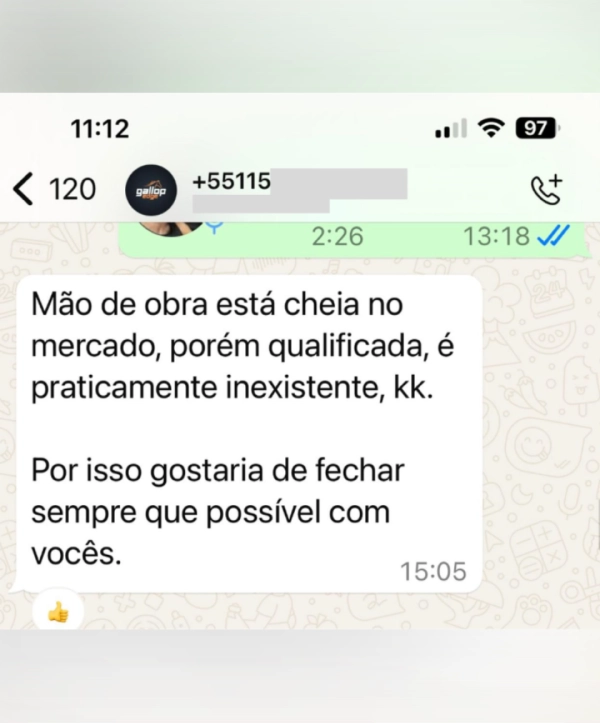 11:12
97
120
gallop
+55115
2:26
13:18
Mão de obra está cheia no
mercado, porém qualificada, é
praticamente inexistente, kk.
Por isso gostaria de fechar
sempre que possível com
vocês.
15:05